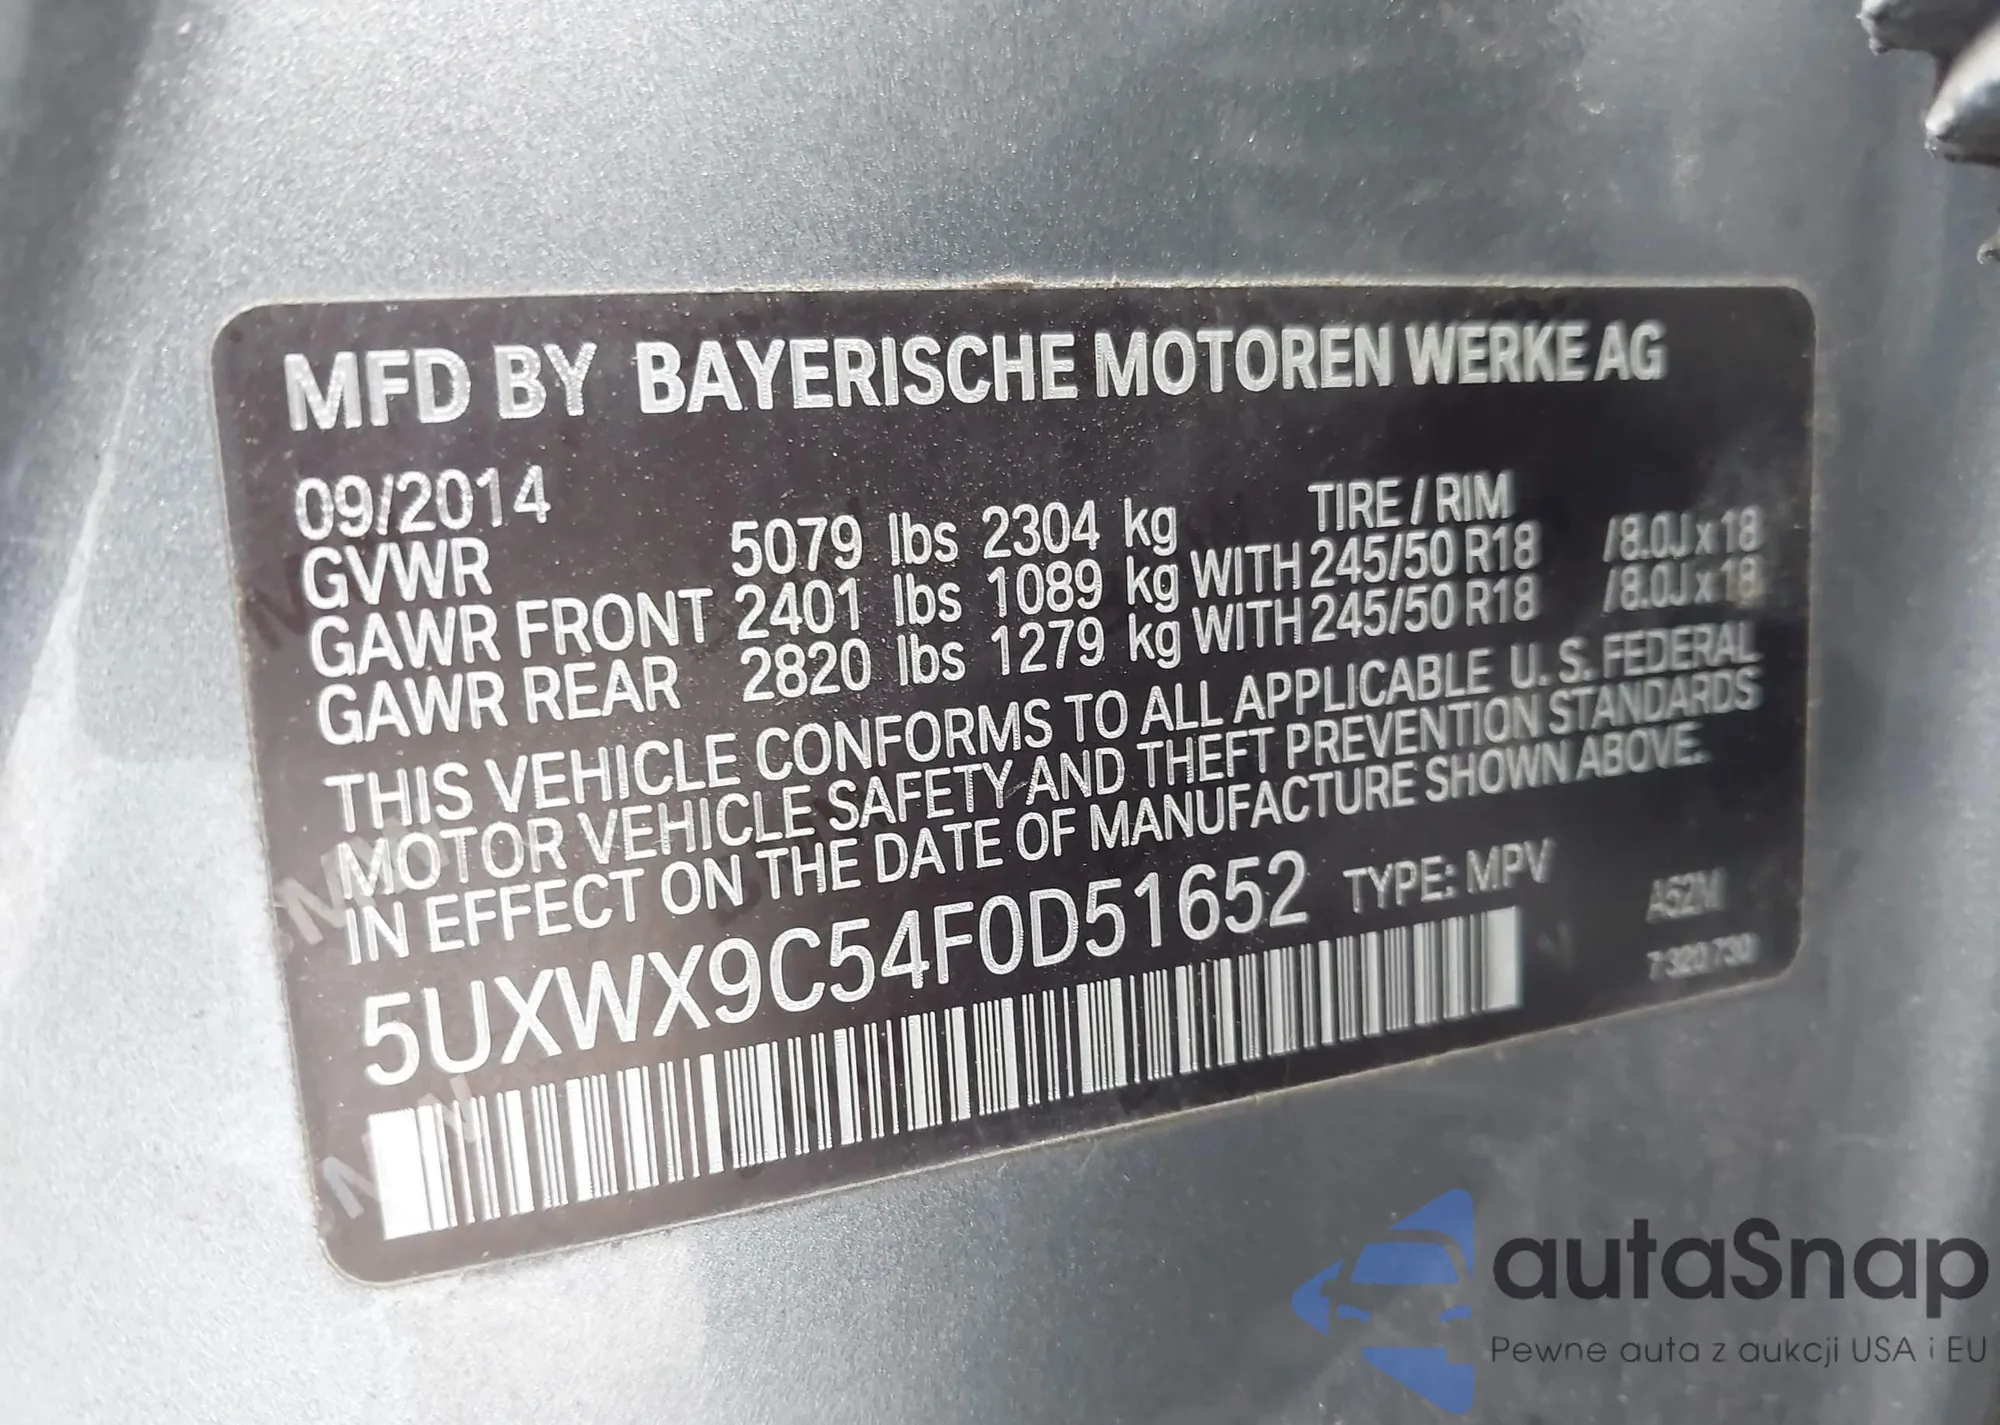 MFD BY BAYERISCHE MOTOREN WERKE AG
09/2014 TIRE / RIM
GVWR 5079 lbs 2304 kg
GAWR FRONT 2401 lbs 1089 kg WITH 245/50 R18 /8.0J x 18
GAWR REAR 2820 lbs 1279 kg WITH 245/50 R18 /8.0J x 18
THIS VEHICLE CONFORMS TO ALL APPLICABLE U. S. FEDERAL
MOTOR VEHICLE SAFETY AND THEFT PREVENTION STANDARDS
IN EFFECT ON THE DATE OF MANUFACTURE SHOWN ABOVE.
5UXWX9C54F0D51652 TYPE: MPV A52M
7 320 730
autaSnap
Pewne auta z aukcji USA i EU